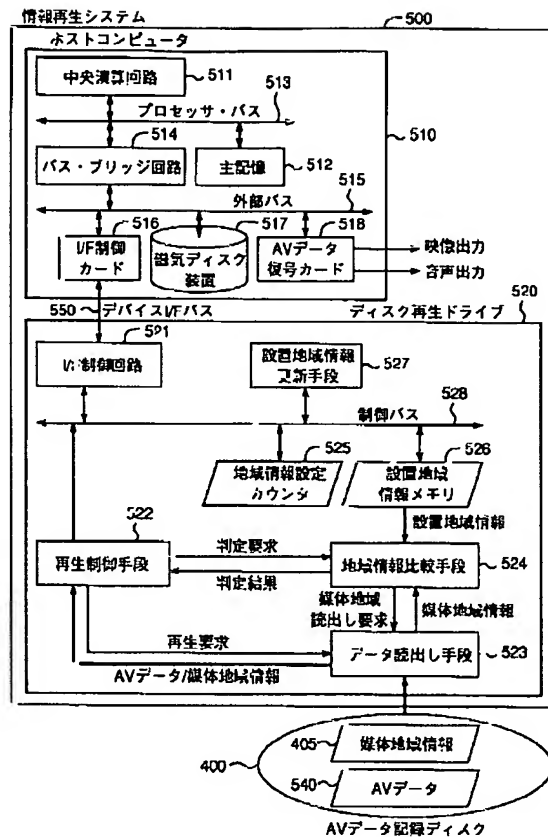 情報再生システム
500
ホストコンピュータ
中央演算回路
511
513
プロセッサ・バス
514
510
バス・ブリッジ回路
主記憶
512
515
外部バス
516
517
518
I/F制御
カード
磁気ディスク
装置
AVデータ
復号カード
映像出力
音声出力
550
デバイスI/Fバス
ディスク再生ドライブ
520
521
I/F制御回路
設置地域情報
更新手段
527
制御バス
528
525
526
地域情報設定
カウンタ
設置地域
情報メモリ
522
設置地域情報
再生制御手段
判定要求
判定結果
地域情報比較手段
524
媒体地域
読出し要求
媒体地域情報
再生要求
データ読出し手段
523
AVデータ/媒体地域情報
405
媒体地域情報
400
540
AVデータ
AVデータ記録ディスク